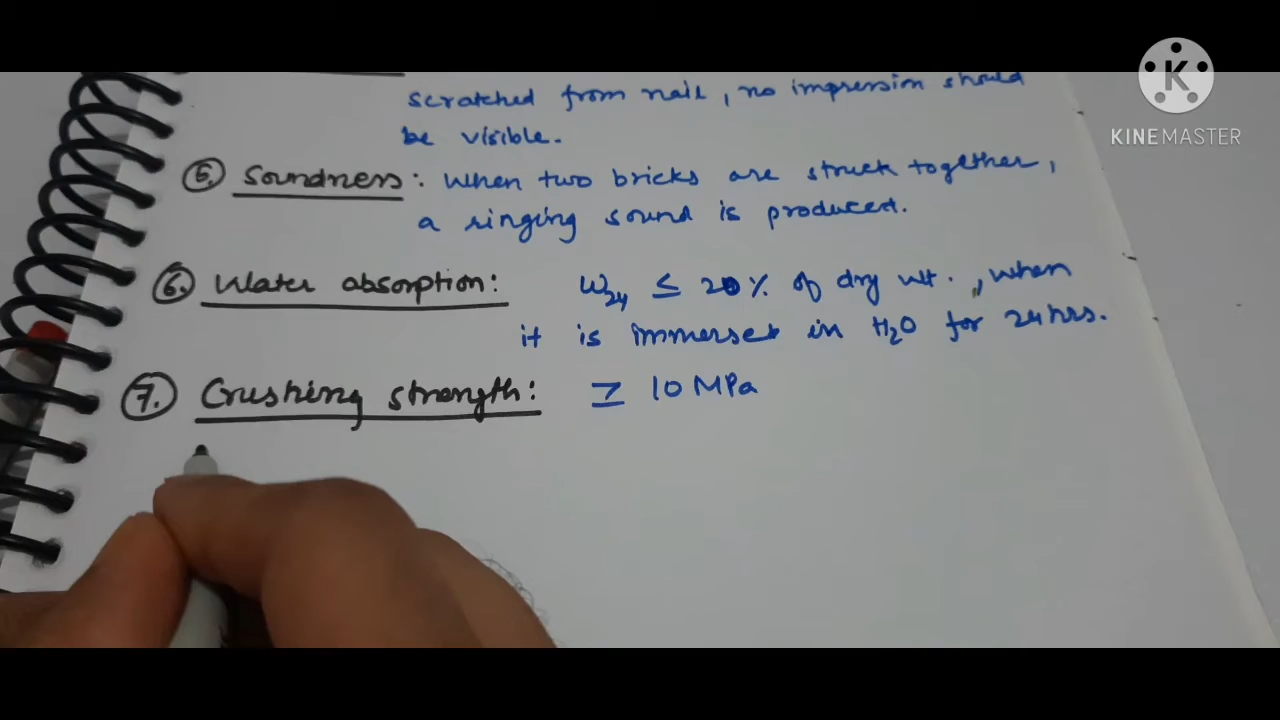 K
KINEMASTER
scratched from nail, no impression should
be visible.
5. Soundness: When two bricks are struck together,
a ringing sound is produced.
6. Water absorption: W24 ≤ 20% of dry wt., when
it is immersed in H2O for 24 hrs.
7. Crushing strength: ≥ 10 MPa